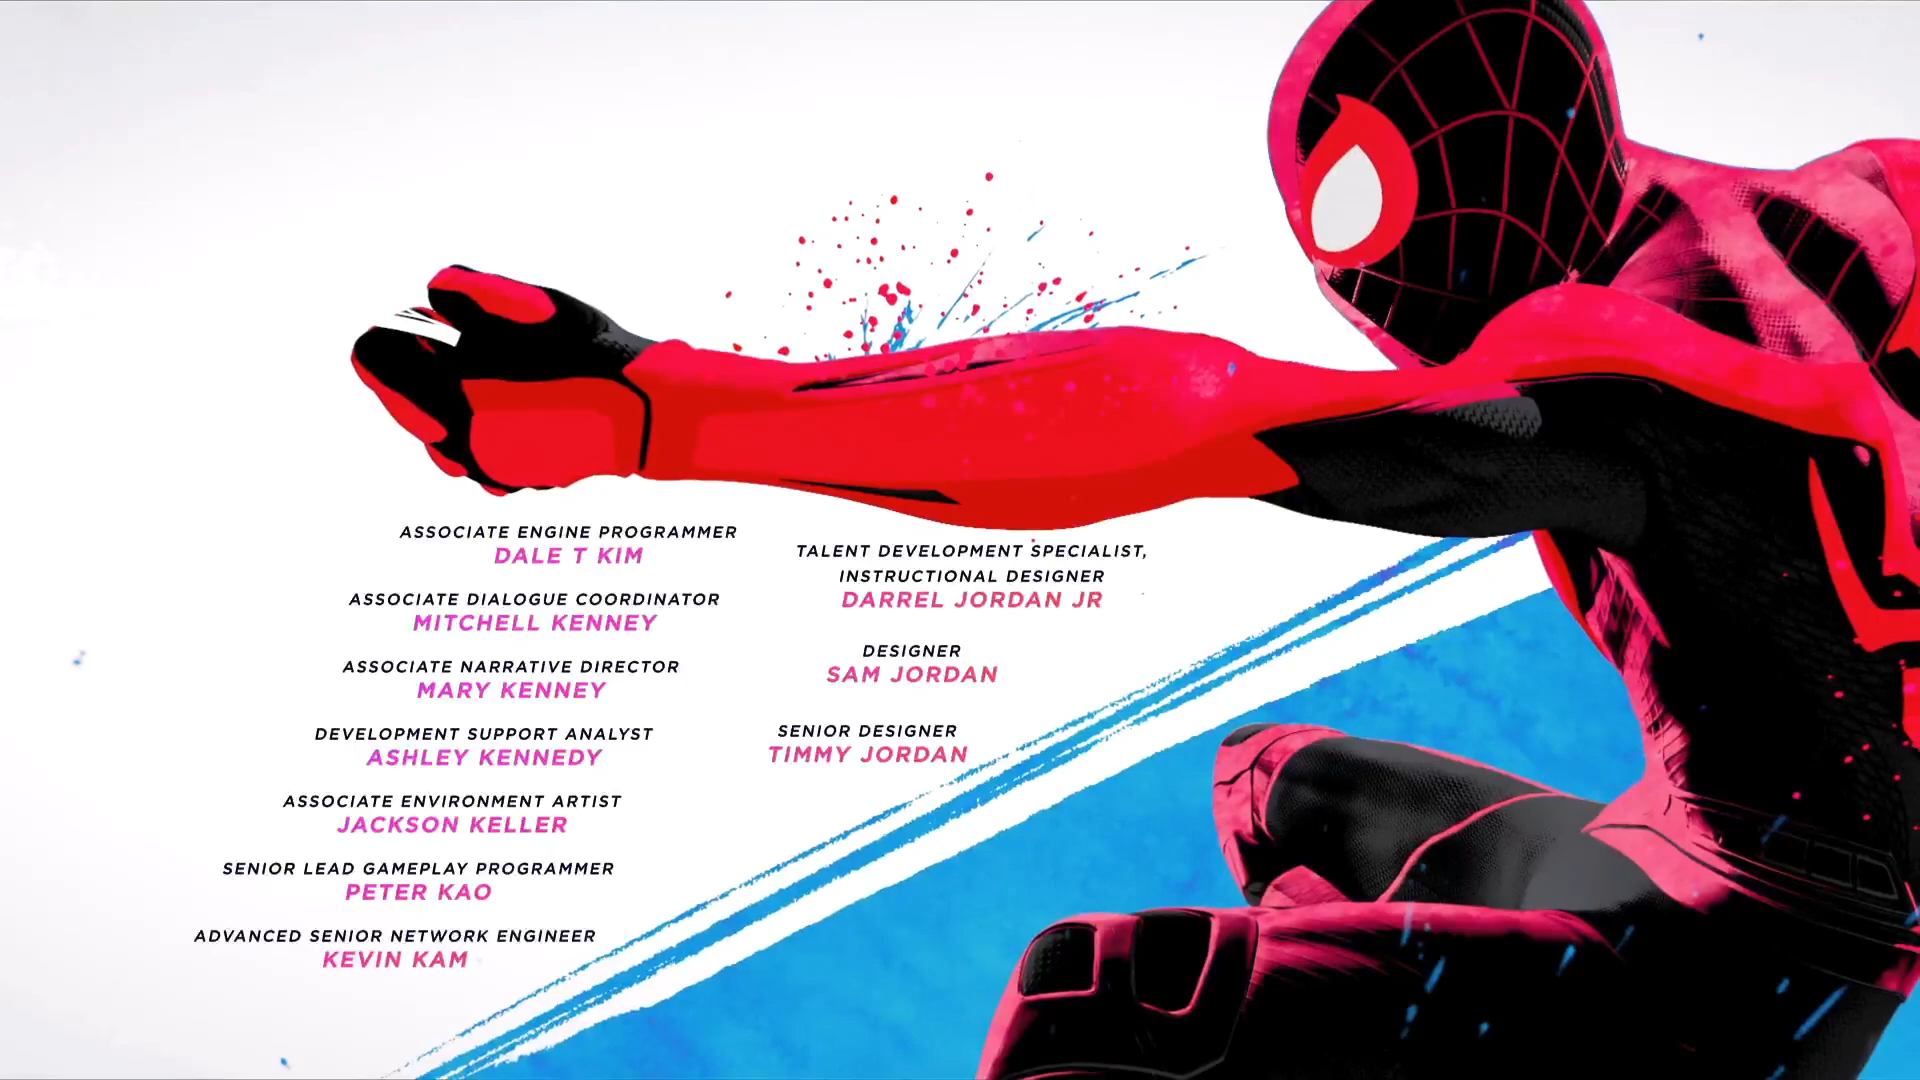 ASSOCIATE ENGINE PROGRAMMER
DALE T KIM
ASSOCIATE DIALOGUE COORDINATOR
MITCHELL KENNEY
ASSOCIATE NARRATIVE DIRECTOR
MARY KENNEY
DEVELOPMENT SUPPORT ANALYST
ASHLEY KENNEDY
ASSOCIATE ENVIRONMENT ARTIST
JACKSON KELLER
SENIOR LEAD GAMEPLAY PROGRAMMER
PETER KAO
ADVANCED SENIOR NETWORK ENGINEER
KEVIN KAM
TALENT DEVELOPMENT SPECIALIST,
INSTRUCTIONAL DESIGNER
DARREL JORDAN JR
DESIGNER
SAM JORDAN
SENIOR DESIGNER
TIMMY JORDAN